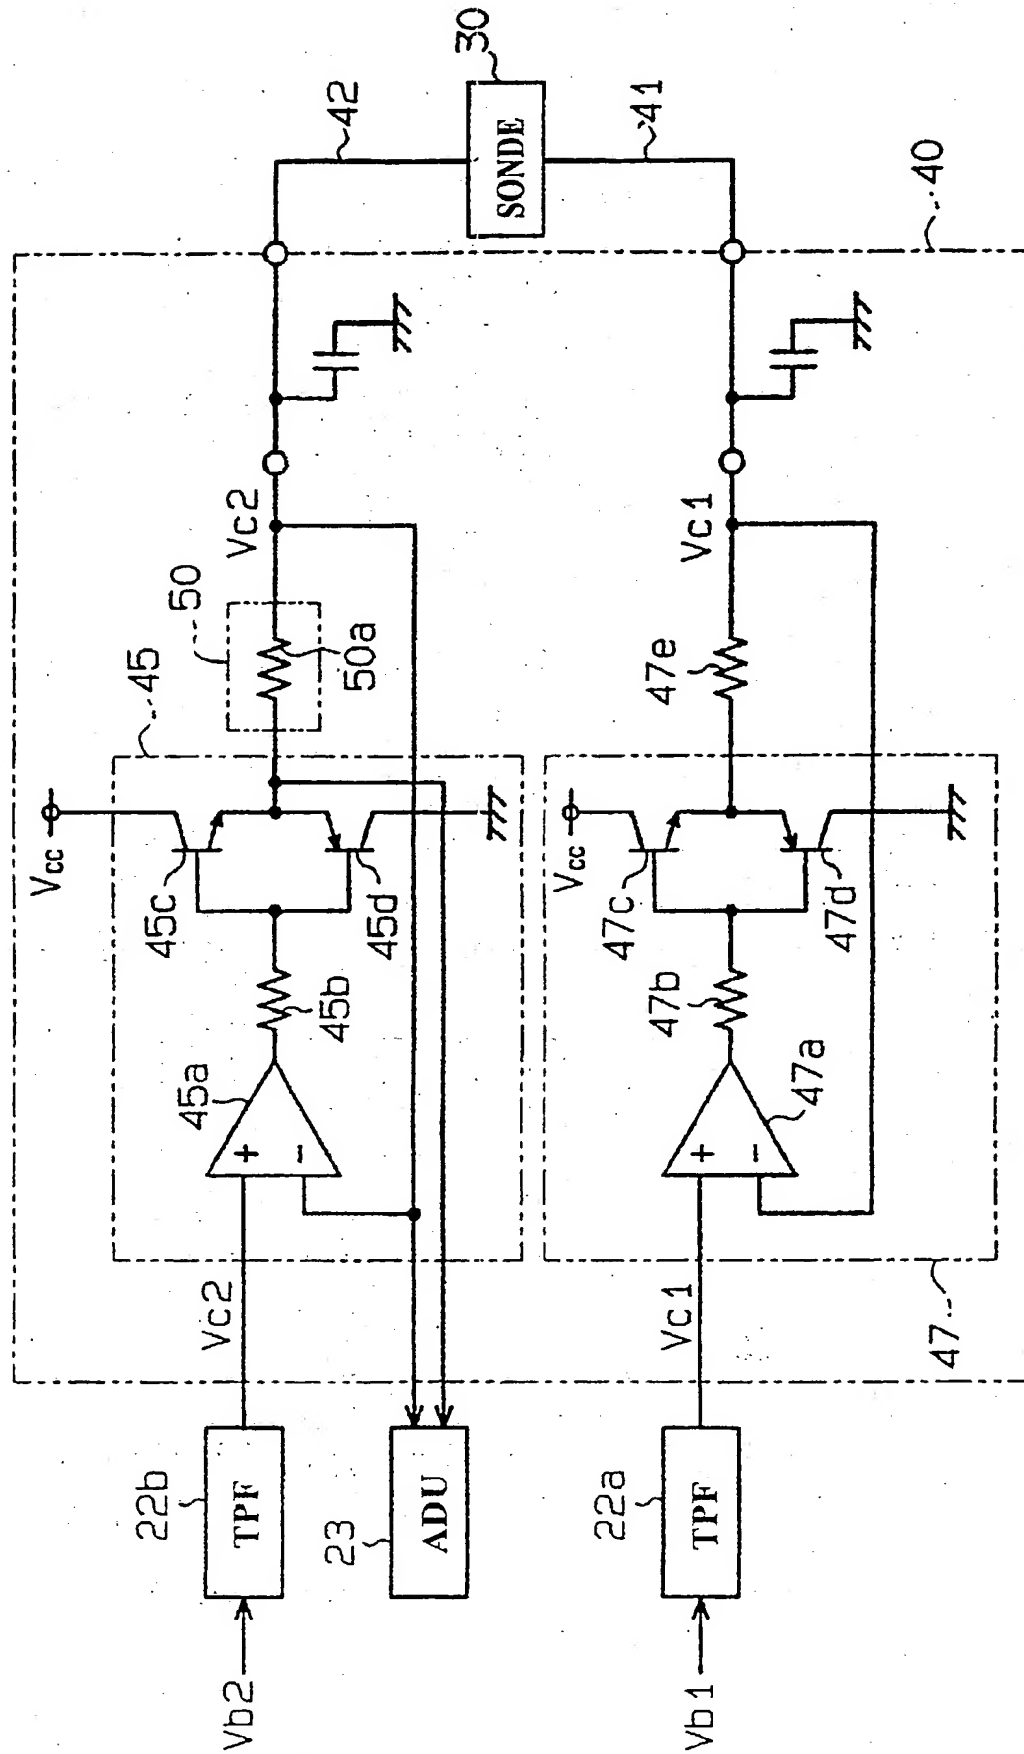 30
42
SONDE
41
40
Vc2
50
50a
45
Vcc
45c
45d
45b
45a
+
−
Vc2
22b
TPF
Vb2
23
ADU
Vc1
47e
Vcc
47c
47d
47b
47a
+
−
Vc1
47
22a
TPF
Vb1